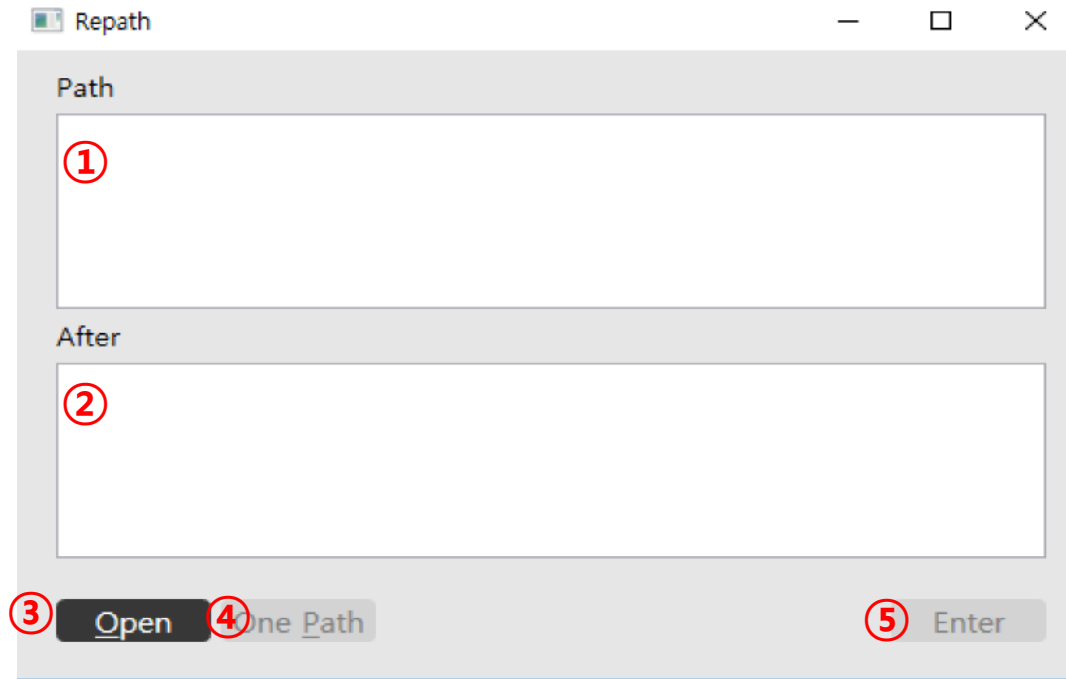 Repath
Path
①
After
②
③ Open ④ One Path ⑤ Enter